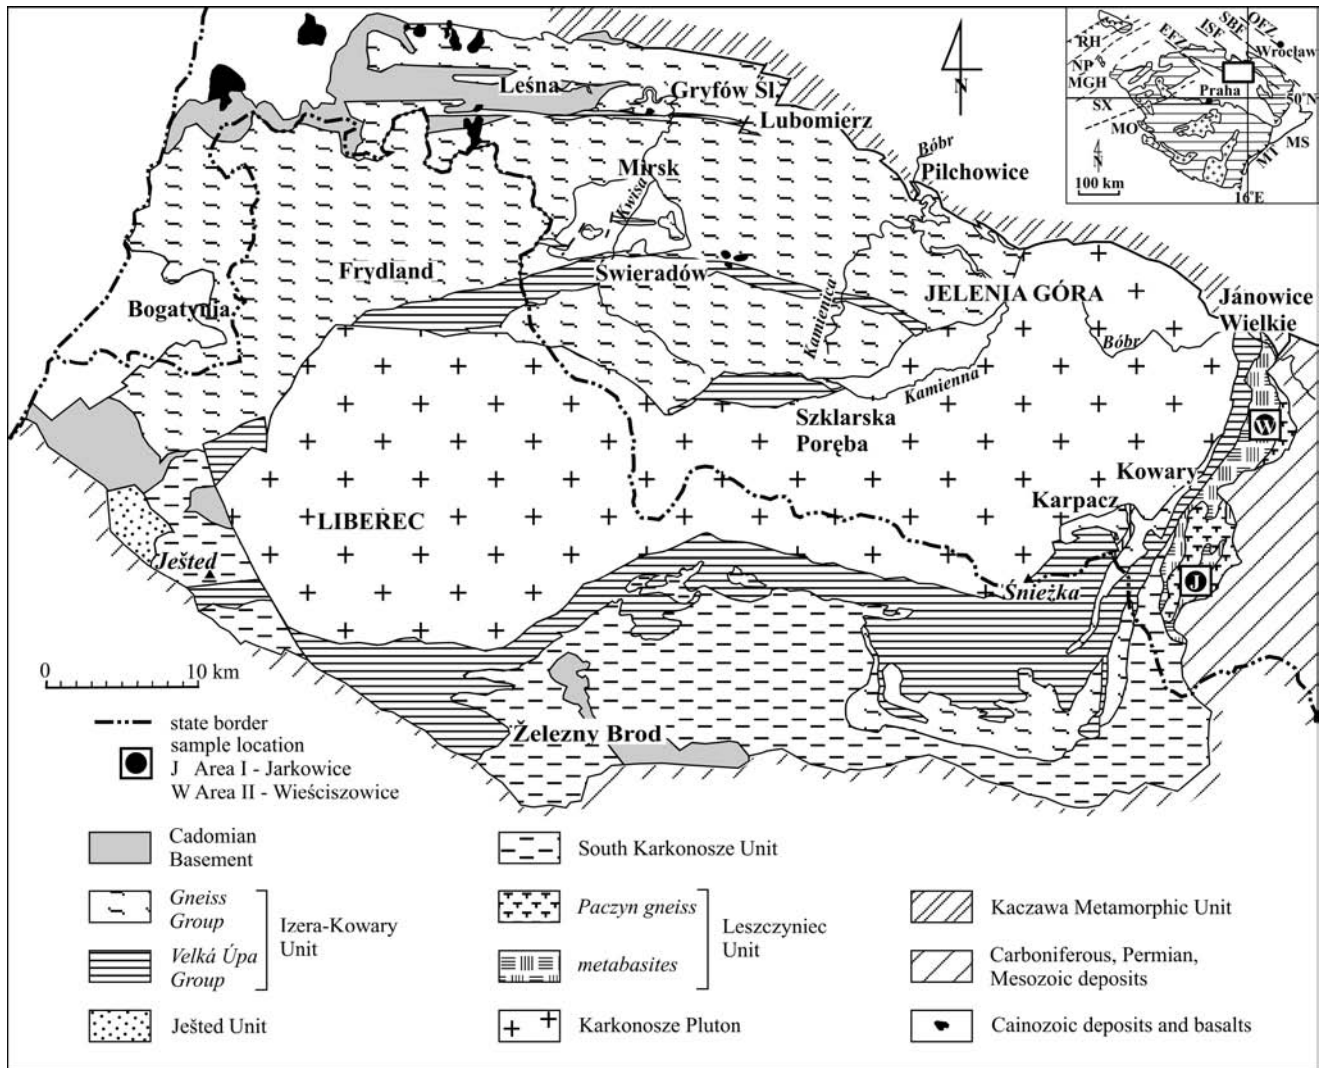 Leśna
Gryfów Śl.
Lubomierz
Bóbr
Pilchowice
Mirsk
Kwisa
Frydland
Świeradów
Bogatynia
Kamienica
JELENIA GÓRA
Jánowice
Wielkie
Bóbr
Kamienna
Szklarska
Poręba
W
Kowary
Karpacz
LIBEREC
Ještěd
Śnieżka
J
Železny Brod
N
RH
NP
MGH
SX
MO
EFZ
ISF
SBF
OFZ
Wrocław
Praha
50°N
MS
MT
N
100 km
16°E
0 10 km
state border
sample location
J Area I - Jarkowice
W Area II - Wieściszowice
Cadomian
Basement
Gneiss
Group
Velká Úpa
Group
Izera-Kowary
Unit
Ješted Unit
South Karkonosze Unit
Paczyn gneiss
metabasites
Leszczyniec
Unit
Karkonosze Pluton
Kaczawa Metamorphic Unit
Carboniferous, Permian,
Mesozoic deposits
Cainozoic deposits and basalts